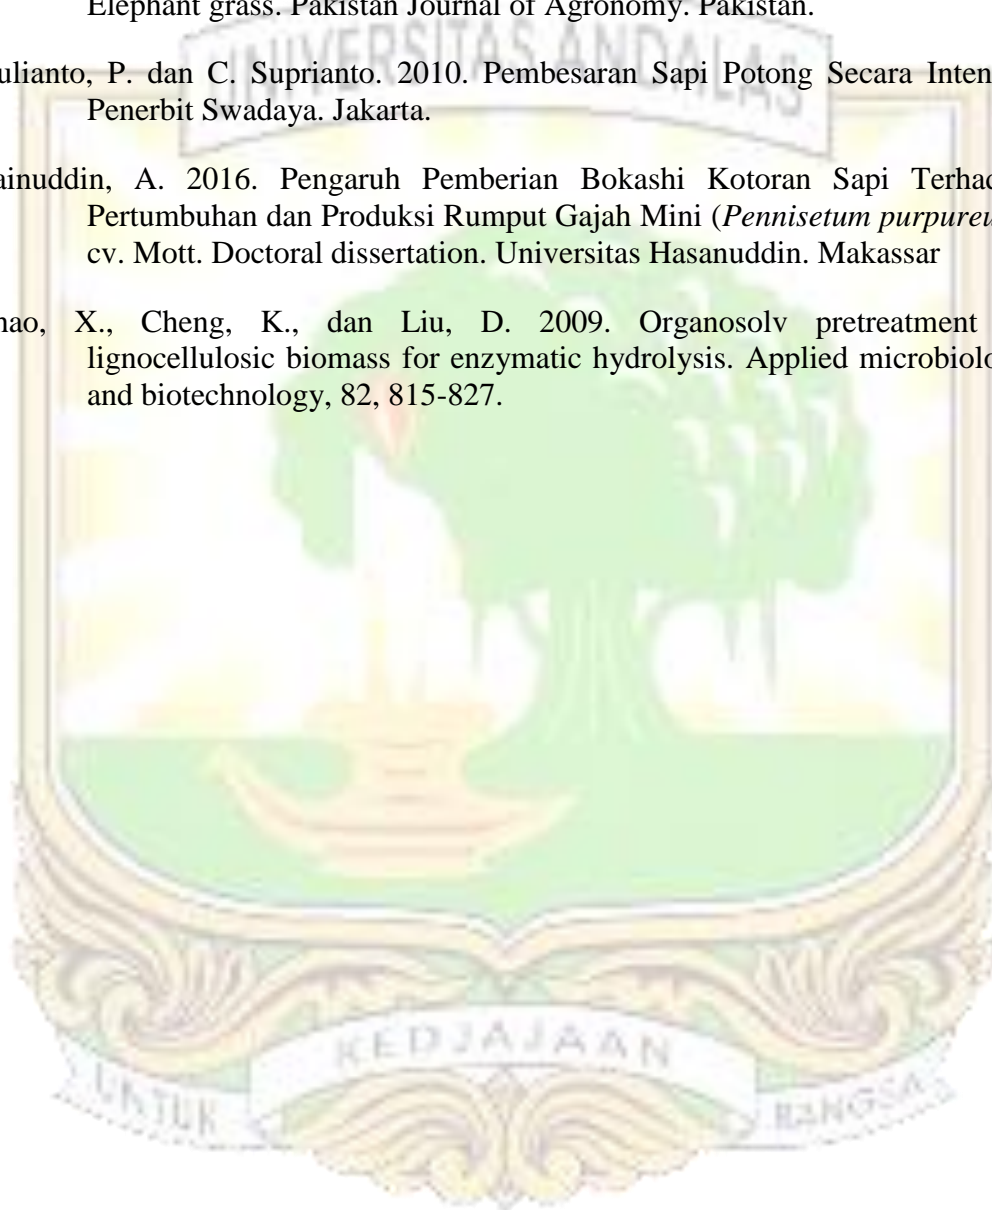 Elephant grass. Pakistan Journal of Agronomy. Pakistan.
UNIVERSITAS ANDALAS
ulianto, P. dan C. Suprianto. 2010. Pembesaran Sapi Potong Secara Inten
Penerbit Swadaya. Jakarta.
ainuddin, A. 2016. Pengaruh Pemberian Bokashi Kotoran Sapi Terhad
Pertumbuhan dan Produksi Rumput Gajah Mini (Pennisetum purpureu
cv. Mott. Doctoral dissertation. Universitas Hasanuddin. Makassar
hao, X., Cheng, K., dan Liu, D. 2009. Organosolv pretreatment
lignocellulosic biomass for enzymatic hydrolysis. Applied microbiolo
and biotechnology, 82, 815-827.
UNTUK KEDJAJAAN BANGSA